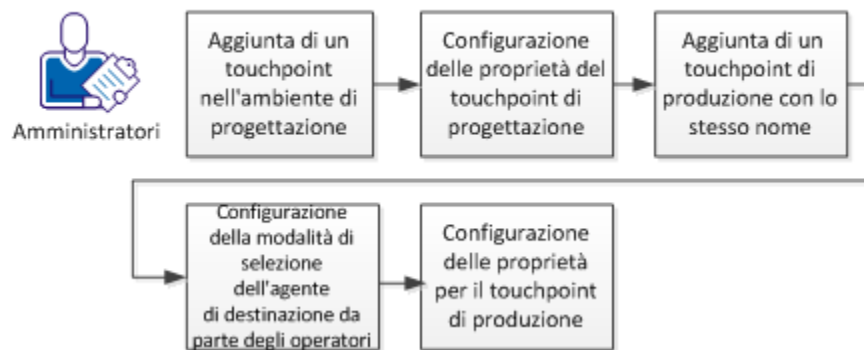 Amministratori
Aggiunta di un
touchpoint
nell'ambiente di
progettazione
Configurazione
delle proprietà del
touchpoint di
progettazione
Aggiunta di un
touchpoint di
produzione con lo
stesso nome
Configurazione
della modalità di
selezione
dell'agente
di destinazione da
parte degli operatori
Configurazione
delle proprietà
per il touchpoint
di produzione